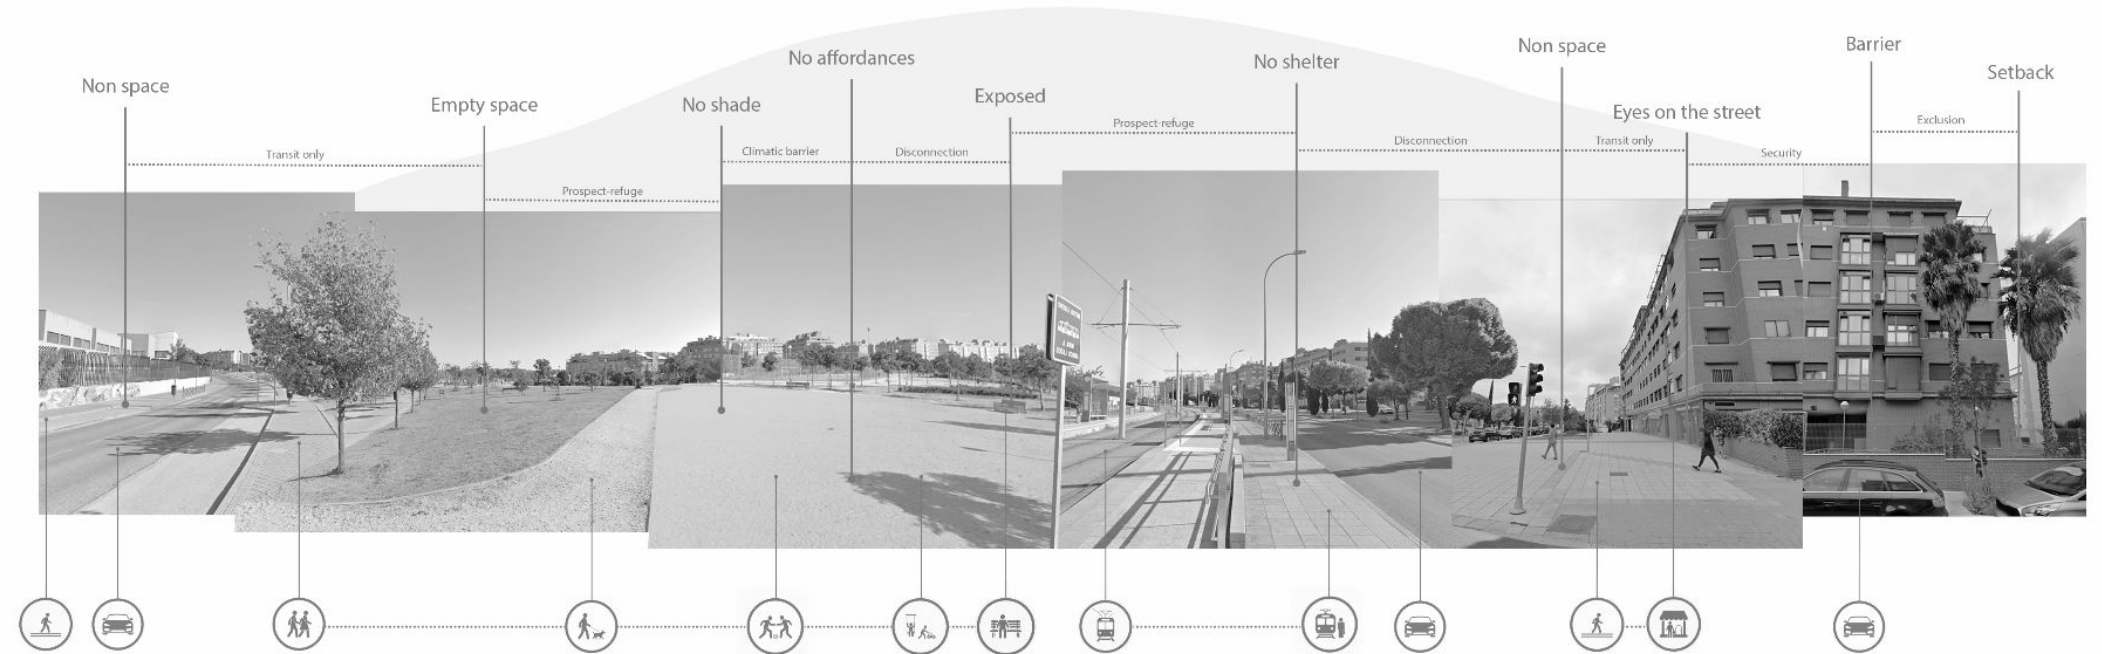 Non space
Empty space
No shade
No affordances
Exposed
No shelter
Non space
Eyes on the street
Barrier
Setback
Transit only
Prospect-refuge
Climatic barrier
Disconnection
Prospect-refuge
Disconnection
Transit only
Security
Exclusion